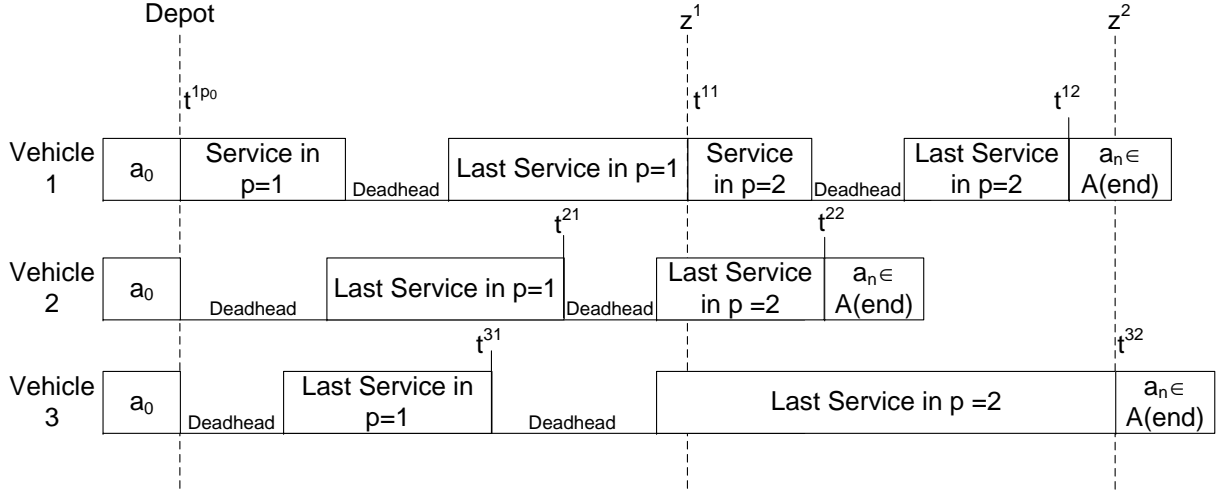 Depot
z¹
z²
t¹ᵖ⁰
t¹¹
t¹²
Vehicle
1
a₀
Service in
p=1
Deadhead
Last Service in p=1
Service
in p=2
Deadhead
Last Service
in p=2
aₙ∈
A(end)
t²¹
t²²
Vehicle
2
a₀
Deadhead
Last Service in p=1
Deadhead
Last Service
in p =2
aₙ∈
A(end)
t³¹
t³²
Vehicle
3
a₀
Deadhead
Last Service in
p=1
Deadhead
Last Service in p =2
aₙ∈
A(end)